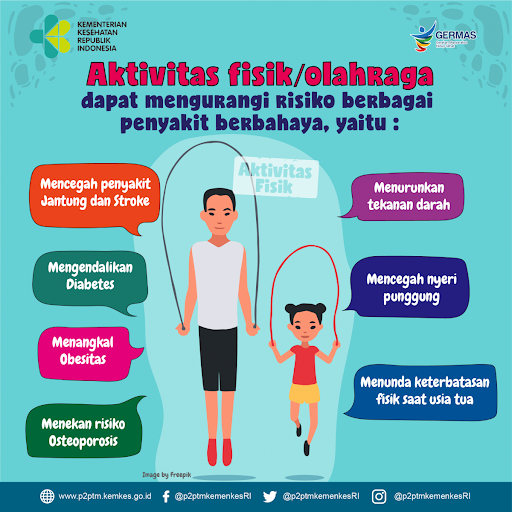 KEMENTERIAN
KESEHATAN
REPUBLIK
INDONESIA
GERMAS
Aktivitas fisik/olahraga
dapat mengurangi risiko berbagai
penyakit berbahaya, yaitu :
Aktivitas
Fisik
Mencegah penyakit
Jantung dan Stroke
Mengendalikan
Diabetes
Menangkal
Obesitas
Menekan risiko
Osteoporosis
Menurunkan
tekanan darah
Mencegah nyeri
punggung
Menunda keterbatasan
fisik saat usia tua
Image by Freepik
www.p2ptm.kemkes.go.id
@p2ptmkemenkesRI
@p2ptmkemenkesRI
@p2ptmkemenkesRI